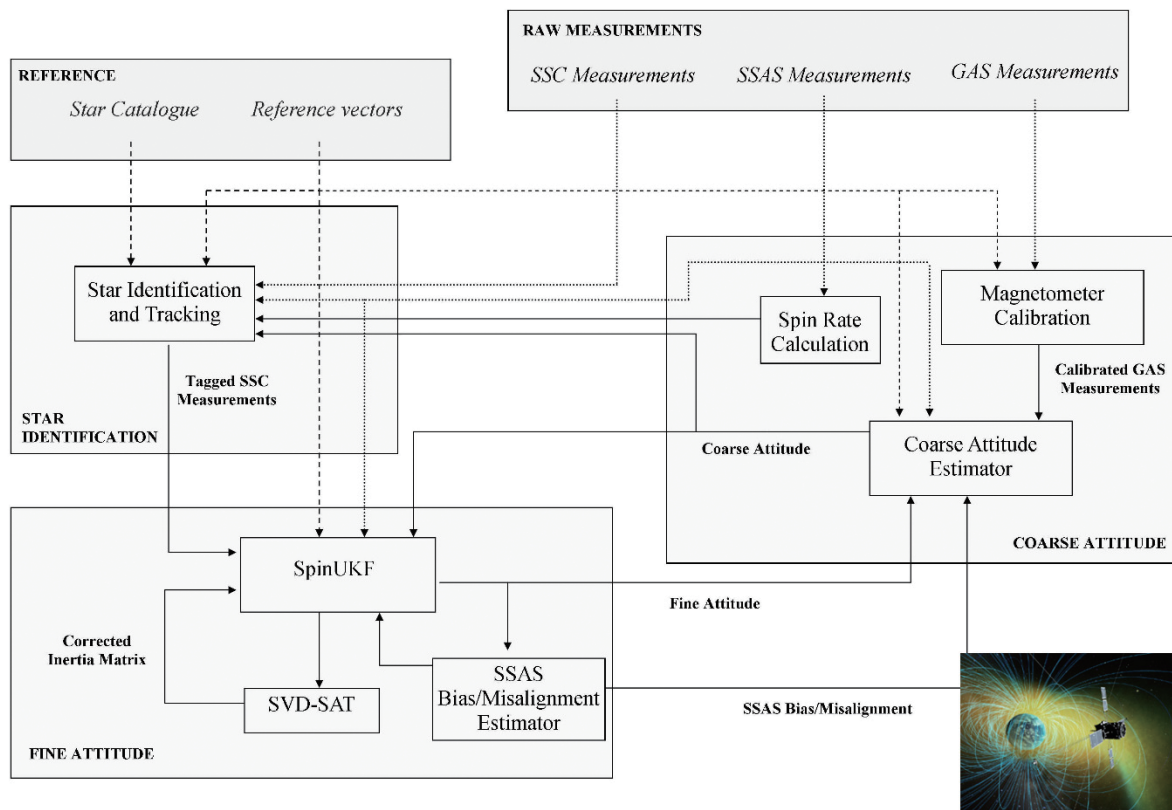 RAW MEASUREMENTS
SSC Measurements
SSAS Measurements
GAS Measurements
REFERENCE
Star Catalogue
Reference vectors
Star Identification
and Tracking
Tagged SSC
Measurements
STAR
IDENTIFICATION
Spin Rate
Calculation
Magnetometer
Calibration
Calibrated GAS
Measurements
Coarse Attitude
Coarse Attitude
Estimator
COARSE ATTITUDE
SpinUKF
Fine Attitude
Corrected
Inertia Matrix
SVD-SAT
SSAS
Bias/Misalignment
Estimator
SSAS Bias/Misalignment
FINE ATTITUDE